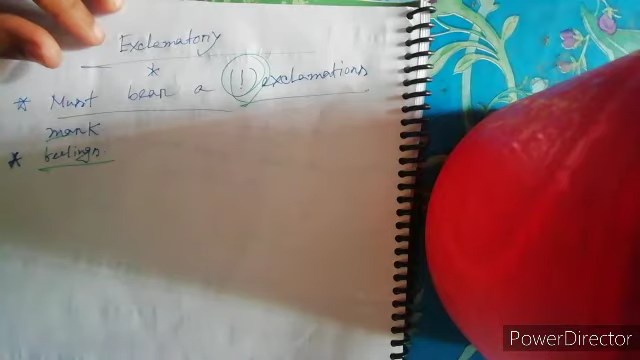 Exclamatory
*
* Must bear a (!!) exclamations
mark
* feelings.
PowerDirector